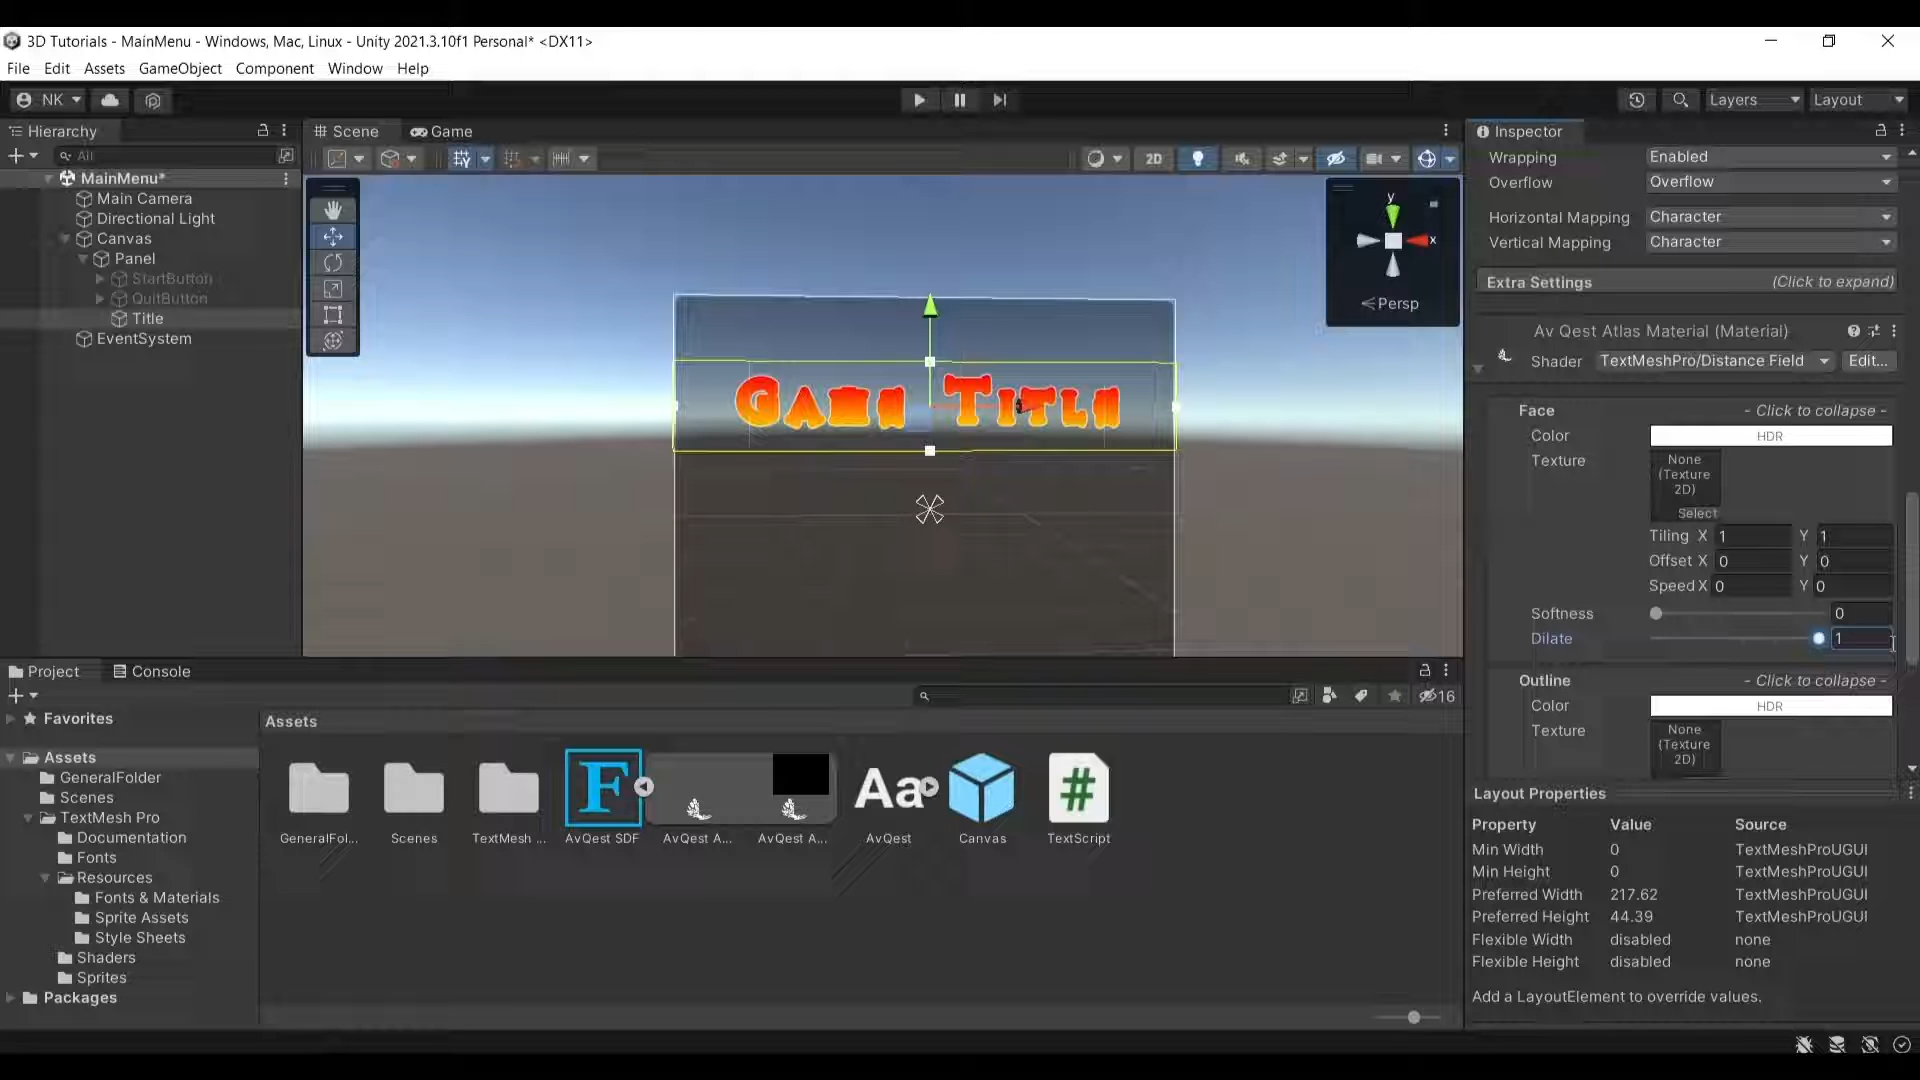 3D Tutorials - MainMenu - Windows, Mac, Linux - Unity 2021.3.10f1 Personal* <DX11>
File Edit Assets GameObject Component Window Help
NK
Layers Layout
Hierarchy
All
MainMenu*
Main Camera
Directional Light
Canvas
Panel
StartButton
QuitButton
Title
EventSystem
Scene Game
2D
y
x
Persp
Game Title
Inspector
Wrapping Enabled
Overflow Overflow
Horizontal Mapping Character
Vertical Mapping Character
Extra Settings (Click to expand)
Av Qest Atlas Material (Material)
Shader TextMeshPro/Distance Field Edit...
Face - Click to collapse -
Color HDR
Texture None (Texture 2D)
Select
Tiling X 1 Y 1
Offset X 0 Y 0
Speed X 0 Y 0
Softness 0
Dilate 1
Outline - Click to collapse -
Color HDR
Texture None (Texture 2D)
Project Console
16
Favorites
Assets
GeneralFolder
Scenes
TextMesh Pro
Documentation
Fonts
Resources
Fonts & Materials
Sprite Assets
Style Sheets
Shaders
Sprites
Packages
Assets
F Aa #
GeneralFol... Scenes TextMesh ... AvQest SDF AvQest A... AvQest A... AvQest Canvas TextScript
Layout Properties
Property Value Source
Min Width 0 TextMeshProUGUI
Min Height 0 TextMeshProUGUI
Preferred Width 217.62 TextMeshProUGUI
Preferred Height 44.39 TextMeshProUGUI
Flexible Width disabled none
Flexible Height disabled none
Add a LayoutElement to override values.